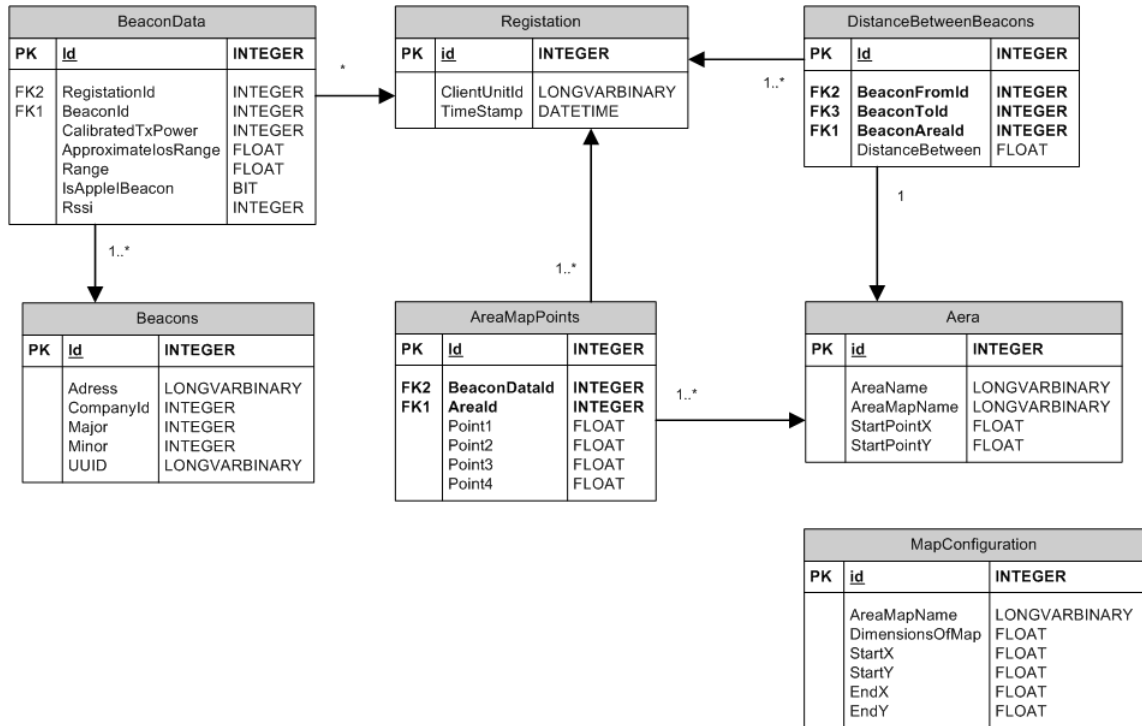 BeaconData
PK Id INTEGER
FK2 RegistationId INTEGER
FK1 BeaconId INTEGER
CalibratedTxPower INTEGER
ApproximateIosRange FLOAT
Range FLOAT
IsAppleIBeacon BIT
Rssi INTEGER
*
Registation
PK id INTEGER
ClientUnitId LONGVARBINARY
TimeStamp DATETIME
1..*
DistanceBetweenBeacons
PK Id INTEGER
FK2 BeaconFromId INTEGER
FK3 BeaconToId INTEGER
FK1 BeaconAreaId INTEGER
DistanceBetween FLOAT
1..*
1..*
1
Beacons
PK Id INTEGER
Adress LONGVARBINARY
CompanyId INTEGER
Major INTEGER
Minor INTEGER
UUID LONGVARBINARY
AreaMapPoints
PK Id INTEGER
FK2 BeaconDataId INTEGER
FK1 AreaId INTEGER
Point1 FLOAT
Point2 FLOAT
Point3 FLOAT
Point4 FLOAT
1..*
Aera
PK id INTEGER
AreaName LONGVARBINARY
AreaMapName LONGVARBINARY
StartPointX FLOAT
StartPointY FLOAT
MapConfiguration
PK id INTEGER
AreaMapName LONGVARBINARY
DimensionsOfMap FLOAT
StartX FLOAT
StartY FLOAT
EndX FLOAT
EndY FLOAT